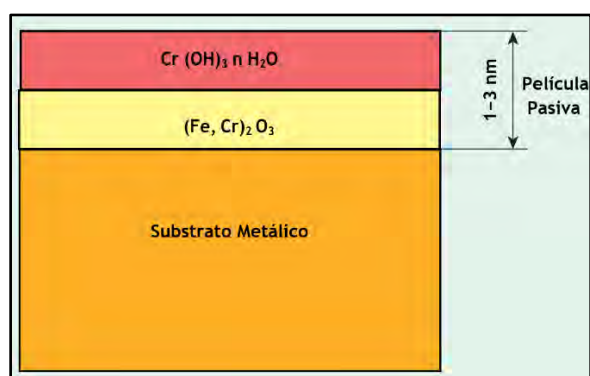 Cr (OH)₃ n H₂O
(Fe, Cr)₂ O₃
Substrato Metálico
1-3 nm
Película
Pasiva